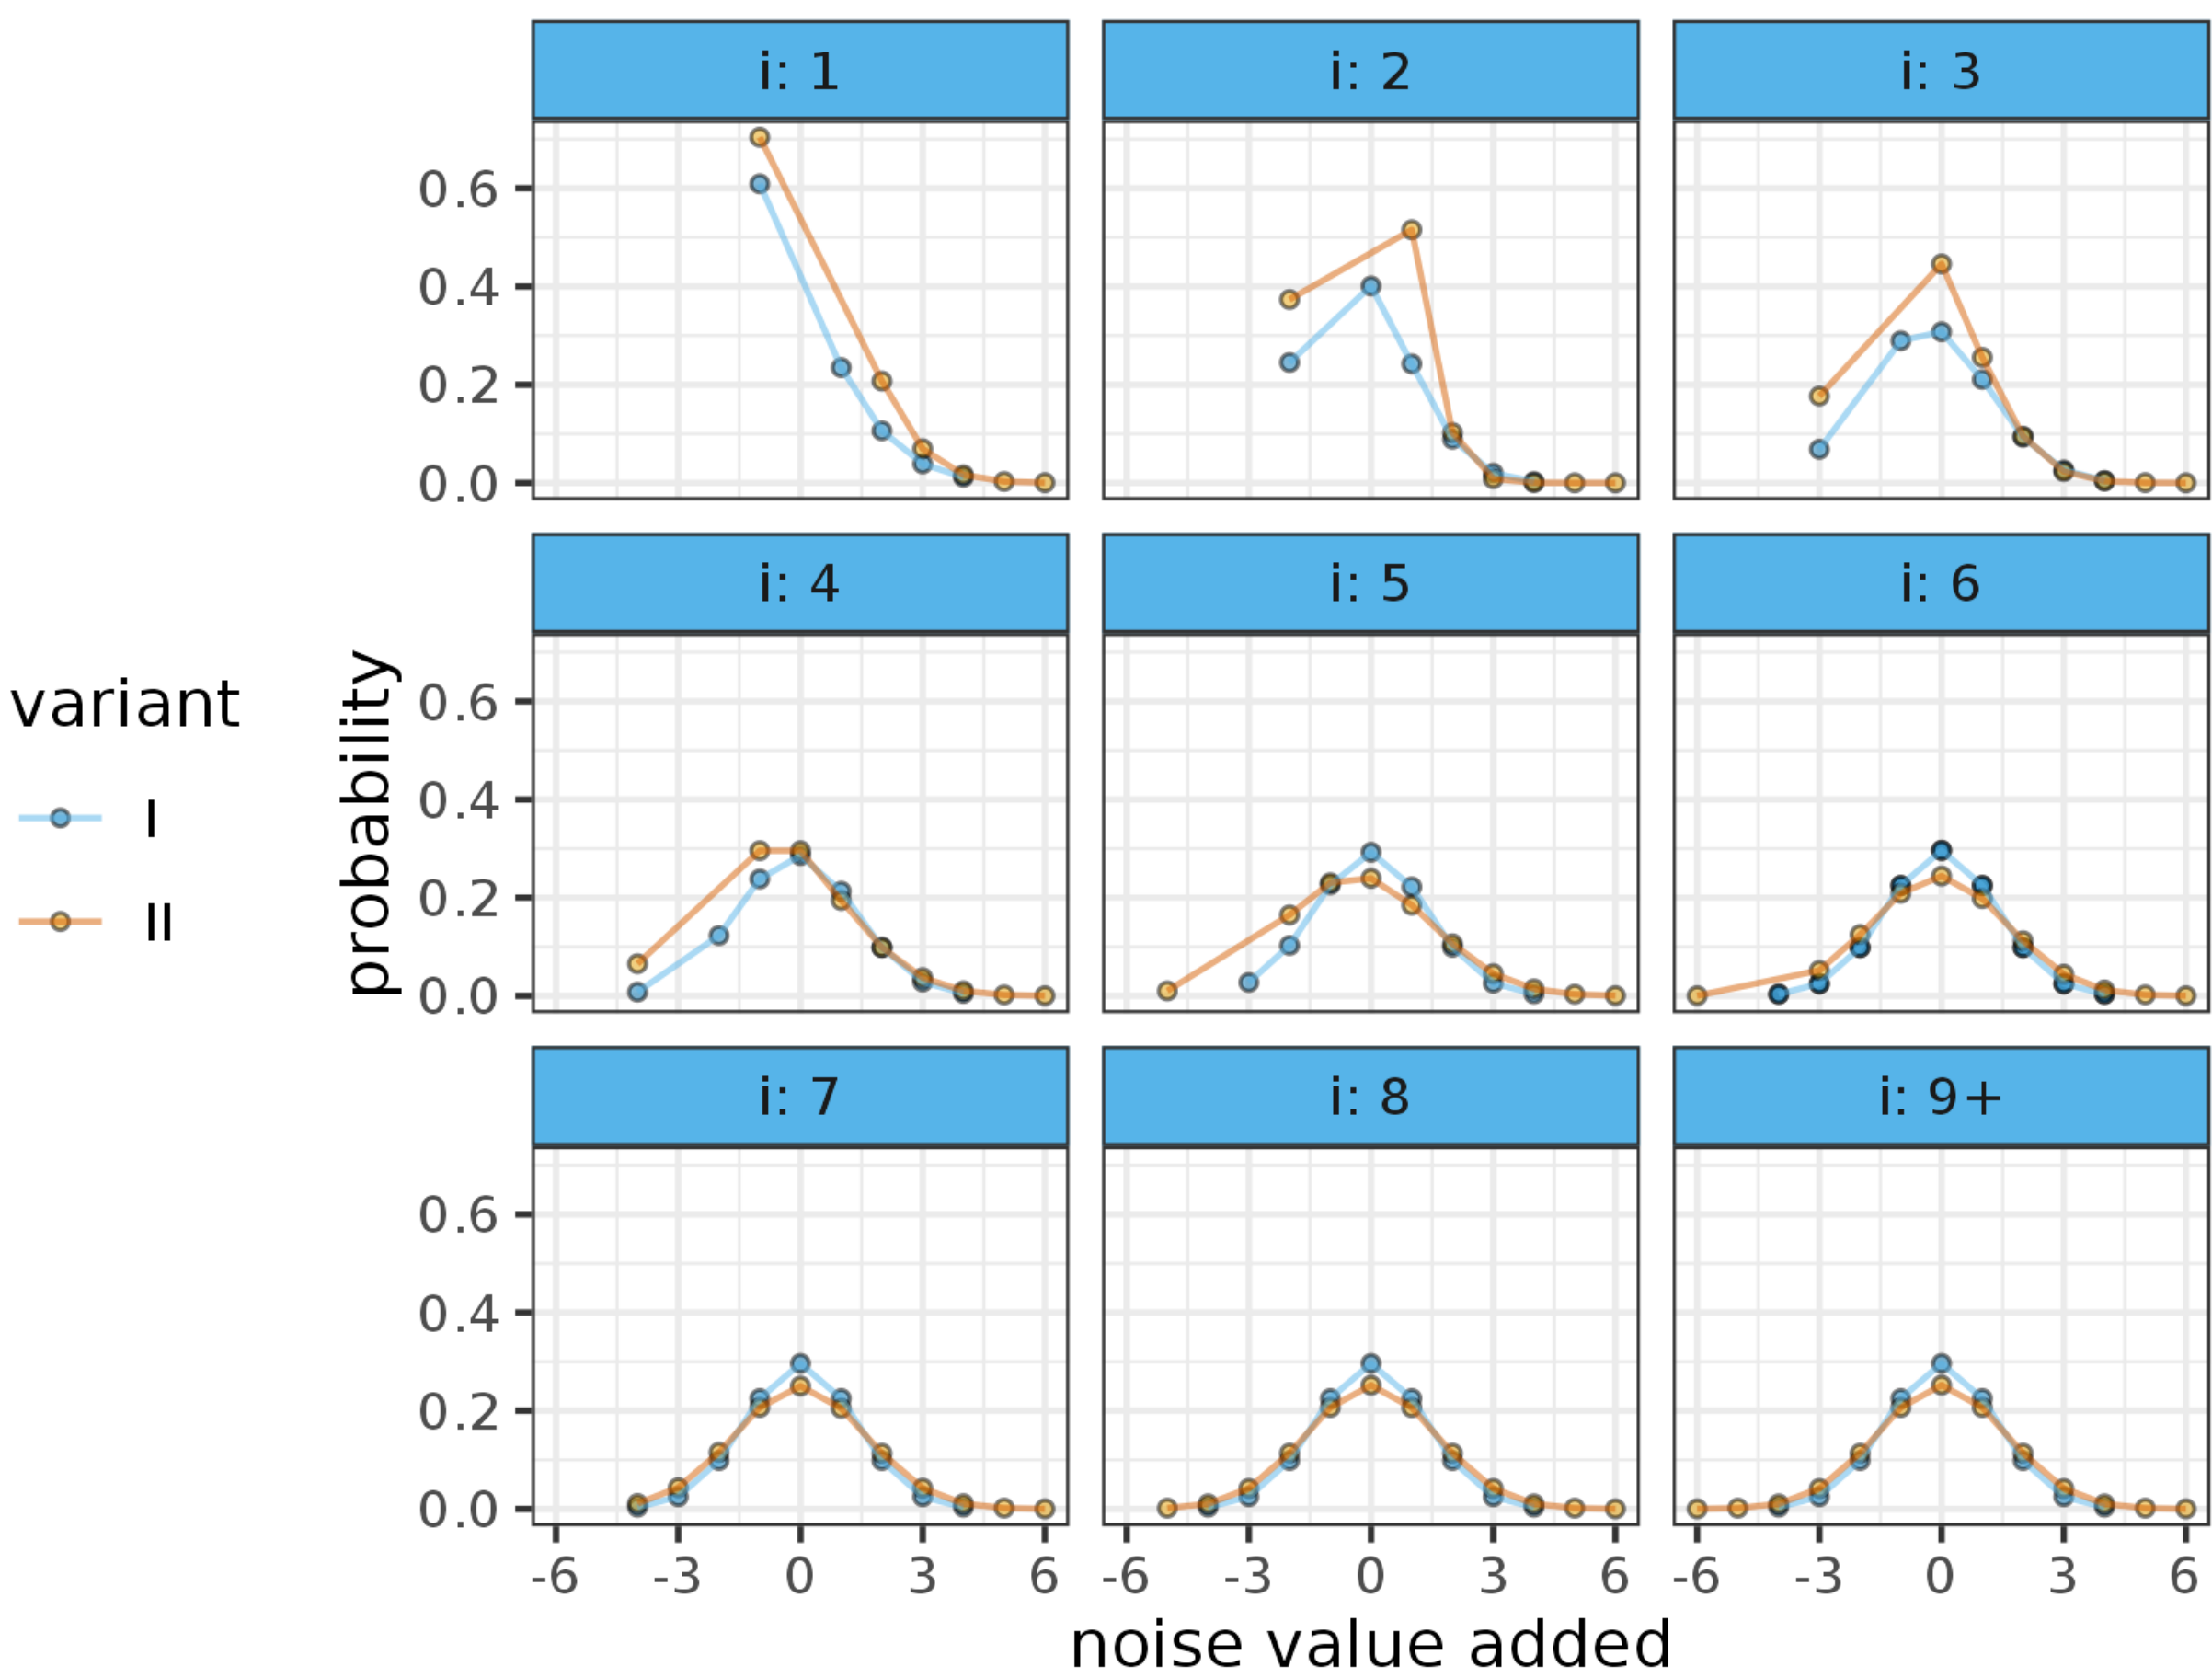 i: 1
i: 2
i: 3
0.6
0.4
0.2
0.0
i: 4
i: 5
i: 6
0.6
0.4
0.2
0.0
i: 7
i: 8
i: 9+
0.6
0.4
0.2
0.0
-6 -3 0 3 6
-6 -3 0 3 6
-6 -3 0 3 6
noise value added
probability
variant
I
II